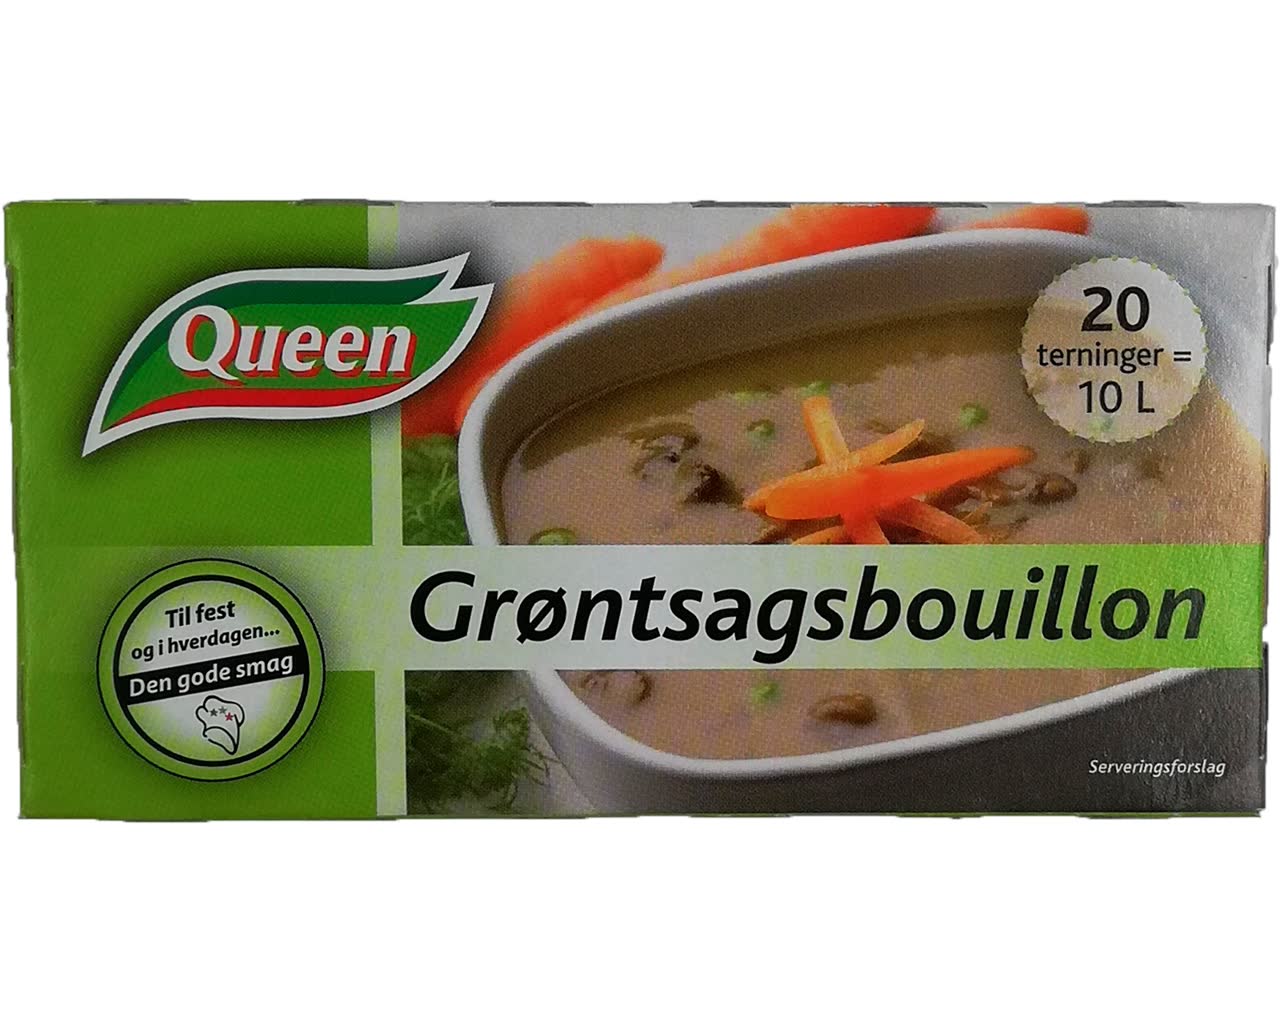 Queen
20
terninger =
10 L
Grøntsagsbouillon
Til fest
og i hverdagen...
Den gode smag
Serveringsforslag